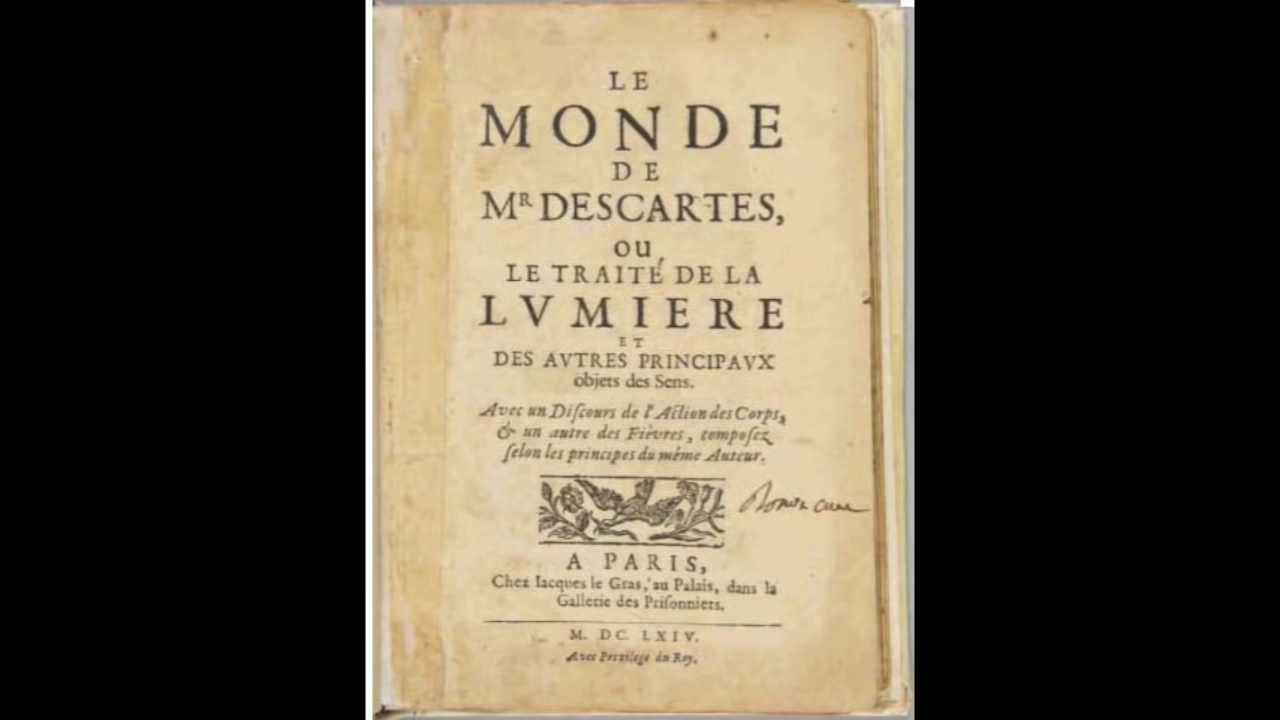 LE
MONDE
DE
MR DESCARTES,
OU,
LE TRAITÉ DE LA
LVMIERE
ET
DES AVTRES PRINCIPAVX
objets des Sens.
Avec un Diſcours de l'Action des Corps,
& un autre des Fiévres, compoſez
ſelon les principes du même Auteur.
A PARIS,
Chez Iacques le Gras, au Palais, dans la
Gallerie des Priſonniers.
M. DC. LXIV.
Avec Privilege du Roy.